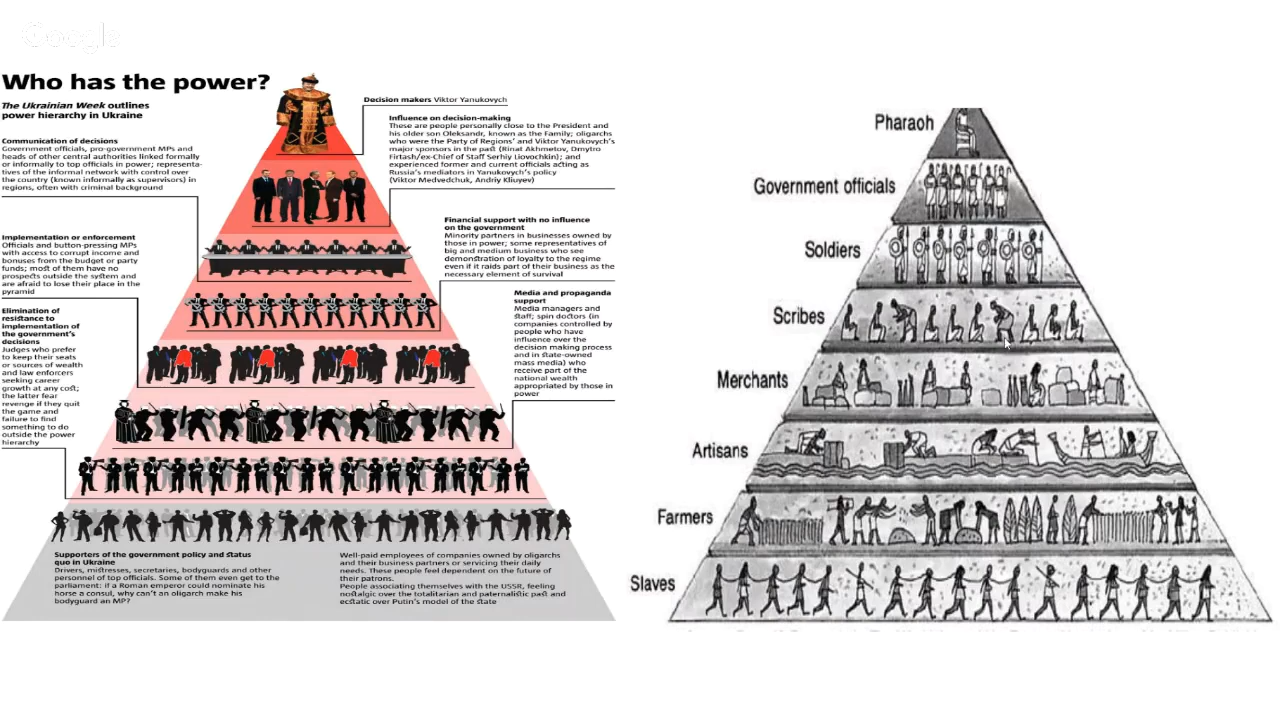 Google
Who has the power?
The Ukrainian Week outlines
power hierarchy in Ukraine
Decision makers Viktor Yanukovych
Influence on decision-making
These are people personally close to the President and
his older son Oleksandr, known as the Family; oligarchs
who were the Party of Regions' and Viktor Yanukovych's
major sponsors in the past (Rinat Akhmetov, Dmytro
Firtash/ex-Chief of Staff Serhiy Liovochkin); and
experienced former and current officials acting as
Russia's mediators in Yanukovych's policy
(Viktor Medvedchuk, Andriy Kliuyev)
Communication of decisions
Government officials, pro-government MPs and
heads of other central authorities linked formally
or informally to top officials in power; representa-
tives of the informal network with control over
the country (known informally as supervisors) in
regions, often with criminal background
Financial support with no influence
on the government
Minority partners in businesses owned by
those in power; some representatives of
big and medium business who see
demonstration of loyalty to the regime
even if it raids part of their business as the
necessary element of survival
Implementation or enforcement
Officials and button-pressing MPs
with access to corrupt income and
bonuses from the budget or party
funds; most of them have no
prospects outside the system and
are afraid to lose their place in the
pyramid
Media and propaganda
support
Media managers and
staff; spin doctors (in
companies controlled by
people who have
influence over the
decision making process
and in state-owned
mass media) who
receive part of the
national wealth
appropriated by those in
power
Elimination of
resistance to
implementation of
the government's
decisions
Judges who prefer
to keep their seats
or sources of wealth
and law enforcers
seeking career
growth at any cost;
the latter fear
revenge if they quit
the game and
failure to find
something to do
outside the power
hierarchy
Supporters of the government policy and status
quo in Ukraine
Drivers, mistresses, secretaries, bodyguards and other
personnel of top officials. Some of them even get to the
parliament: if a Roman emperor could nominate his
horse a consul, why can't an oligarch make his
bodyguard an MP?
Well-paid employees of companies owned by oligarchs
and their business partners or servicing their daily
needs. These people feel dependent on the future of
their patrons.
People associating themselves with the USSR, feeling
nostalgic over the totalitarian and paternalistic past and
ecstatic over Putin's model of the state
Pharaoh
Government officials
Soldiers
Scribes
Merchants
Artisans
Farmers
Slaves